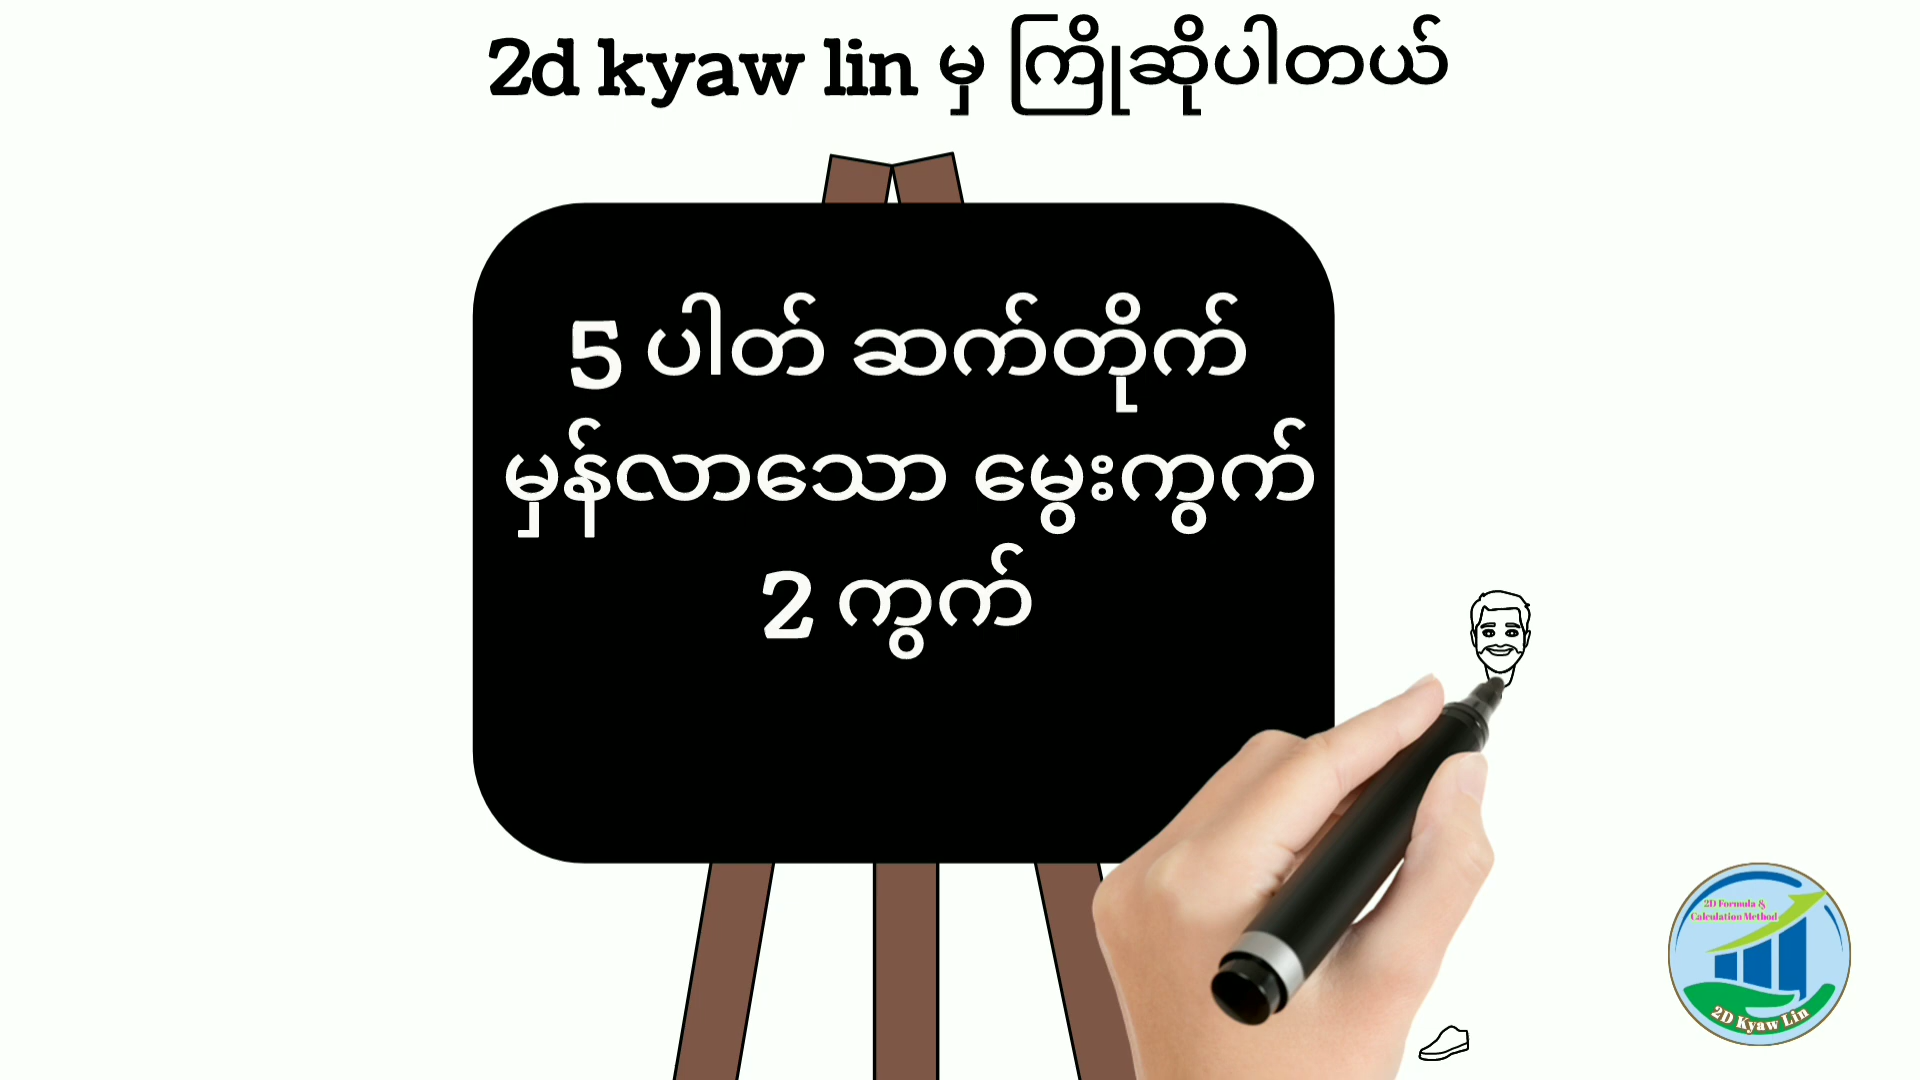 2d kyaw lin မှ ကြိုဆိုပါတယ်
5 ပါတ် ဆက်တိုက်
မှန်လာသော မွေးကွက်
2 ကွက်
2D Formula &
Calculation Method
2D Kyaw Lin